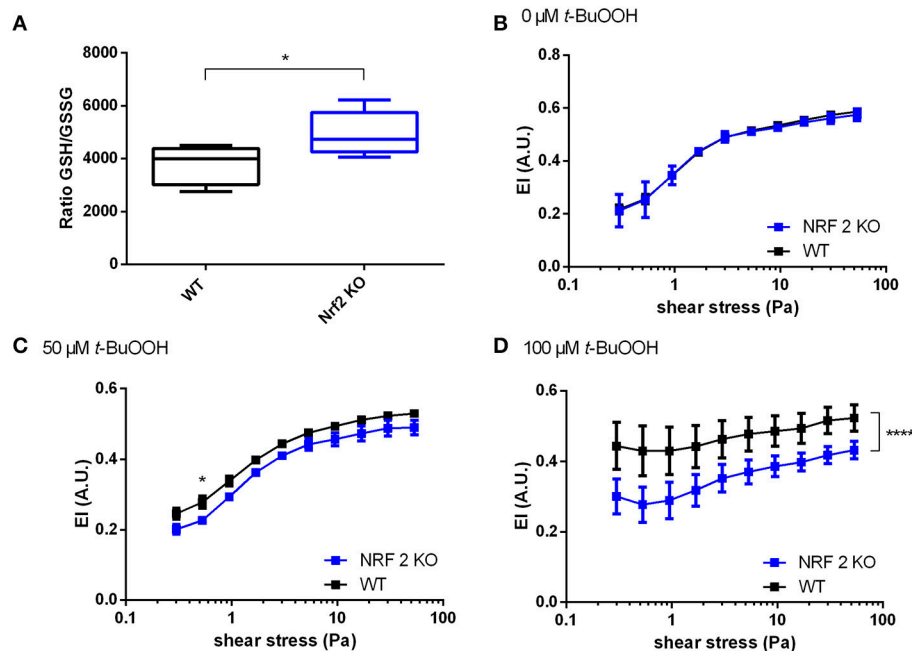 A
8000
6000
4000
2000
0
Ratio GSH/GSSG
*
WT
Nrf2 KO
B
0 µM t-BuOOH
0.8
0.6
0.4
0.2
0.0
EI (A.U.)
NRF 2 KO
WT
0.1
1
10
100
shear stress (Pa)
C
50 µM t-BuOOH
0.6
0.4
0.2
0.0
EI (A.U.)
*
NRF 2 KO
WT
0.1
1
10
100
shear stress (Pa)
D
100 µM t-BuOOH
0.6
0.4
0.2
0.0
EI (A.U.)
****
NRF 2 KO
WT
0.1
1
10
100
shear stress (Pa)